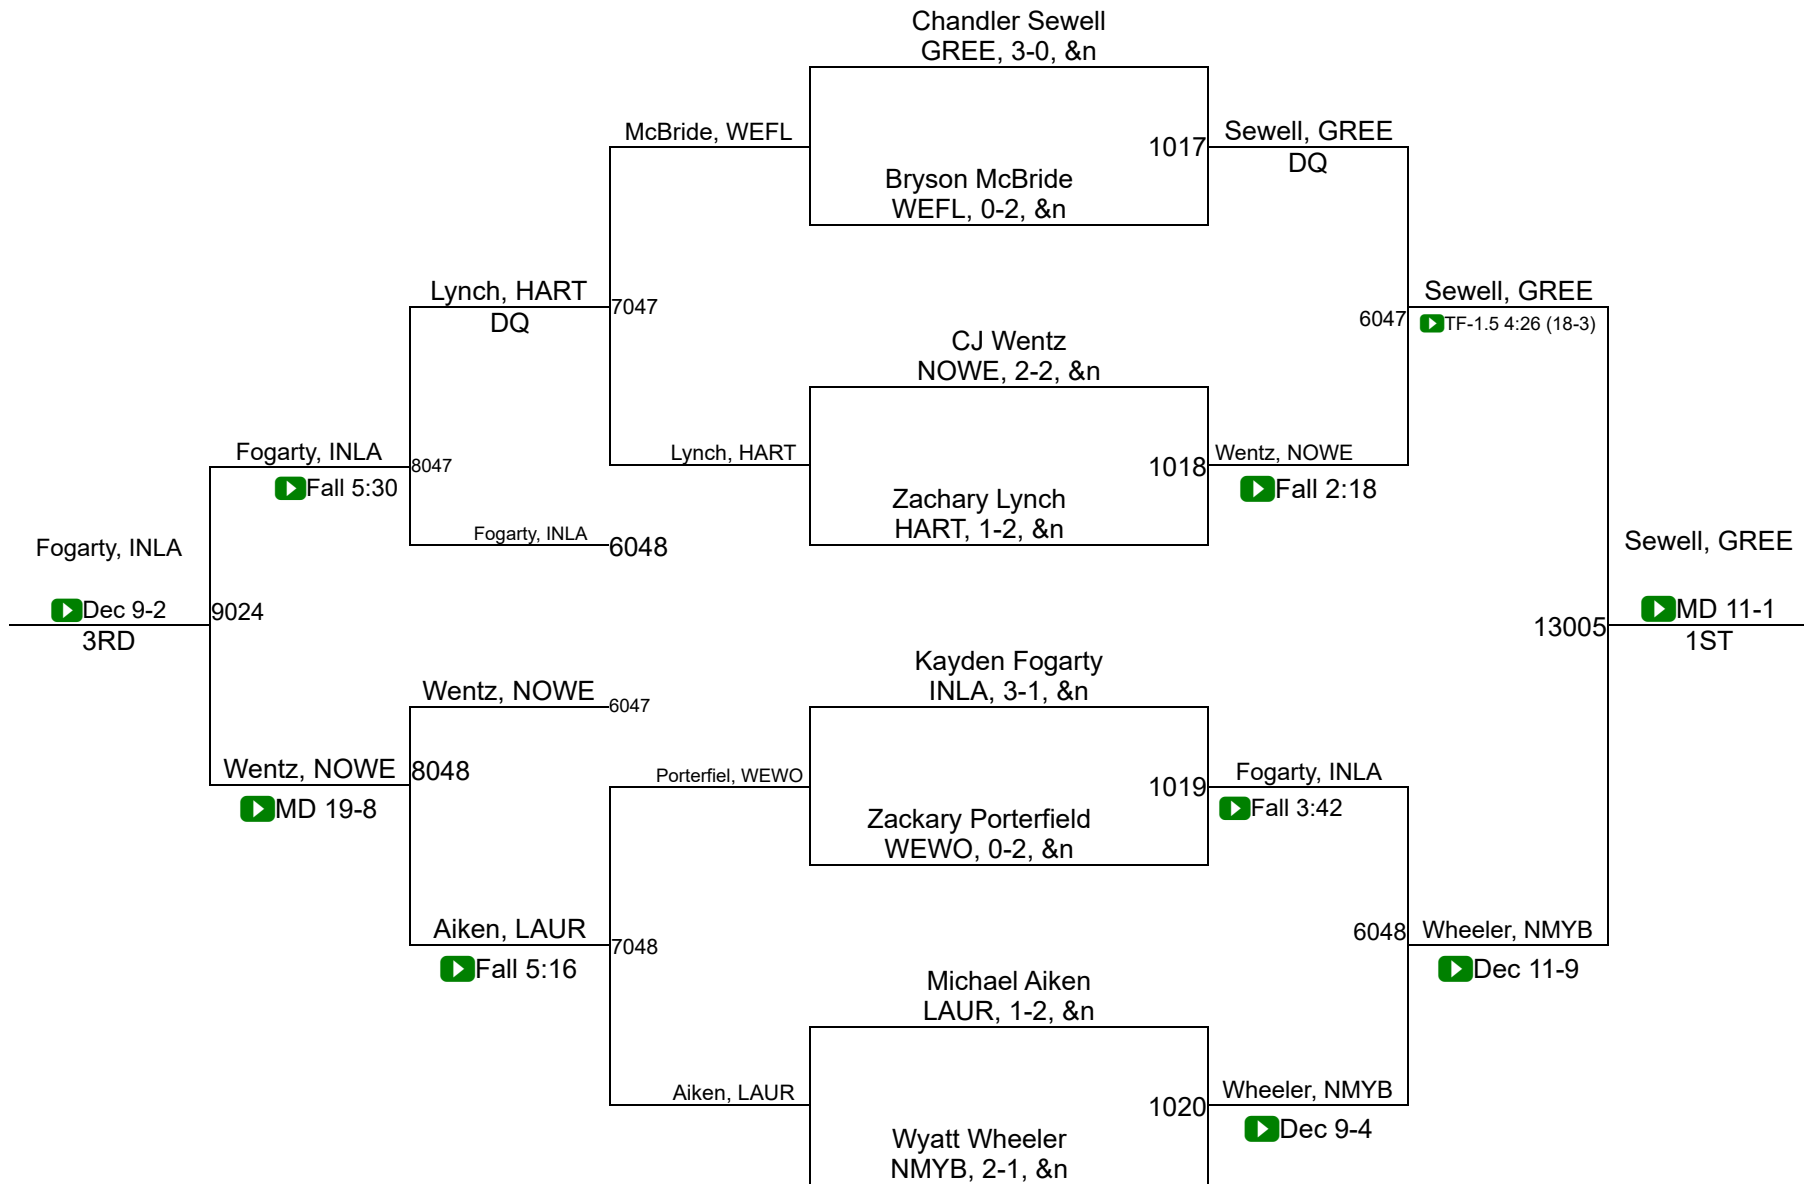 Chandler Sewell
GREE, 3-0, &n
McBride, WEFL
1017
Sewell, GREE
DQ
Bryson McBride
WEFL, 0-2, &n
Lynch, HART
DQ
7047
6047
Sewell, GREE
TF-1.5 4:26 (18-3)
CJ Wentz
NOWE, 2-2, &n
Fogarty, INLA
8047
Fall 5:30
Lynch, HART
1018
Wentz, NOWE
Fall 2:18
Zachary Lynch
HART, 1-2, &n
Fogarty, INLA
6048
Fogarty, INLA
Dec 9-2
3RD
9024
Sewell, GREE
MD 11-1
1ST
13005
Kayden Fogarty
INLA, 3-1, &n
Wentz, NOWE
6047
Wentz, NOWE
8048
MD 19-8
Porterfiel, WEWO
1019
Fogarty, INLA
Fall 3:42
Zackary Porterfield
WEWO, 0-2, &n
Aiken, LAUR
7048
Fall 5:16
6048
Wheeler, NMYB
Dec 11-9
Michael Aiken
LAUR, 1-2, &n
Aiken, LAUR
1020
Wheeler, NMYB
Dec 9-4
Wyatt Wheeler
NMYB, 2-1, &n